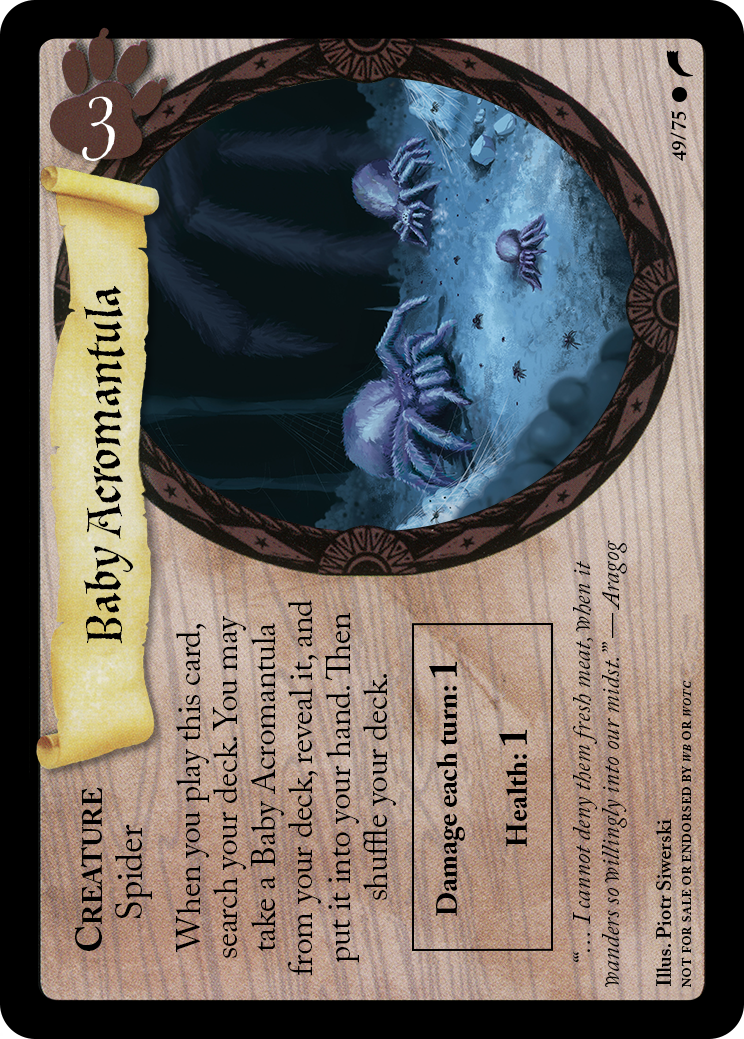 Baby Acromantula
3
CREATURE
Spider
When you play this card,
search your deck. You may
take a Baby Acromantula
from your deck, reveal it, and
put it into your hand. Then
shuffle your deck.
Damage each turn: 1
Health: 1
“‘… I cannot deny them fresh meat, when it
wanders so willingly into our midst.’” — Aragog
Illus. Piotr Siwerski
NOT FOR SALE OR ENDORSED BY WB OR WOTC
49/75